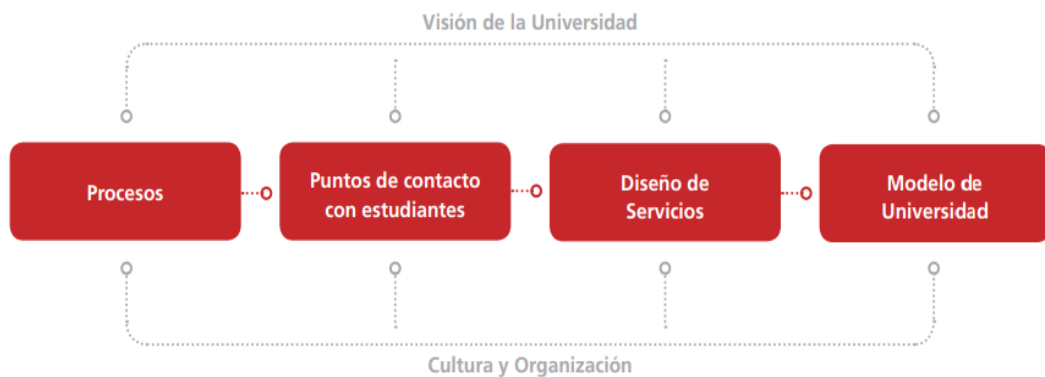 Visión de la Universidad
Procesos
Puntos de contacto
con estudiantes
Diseño de
Servicios
Modelo de
Universidad
Cultura y Organización